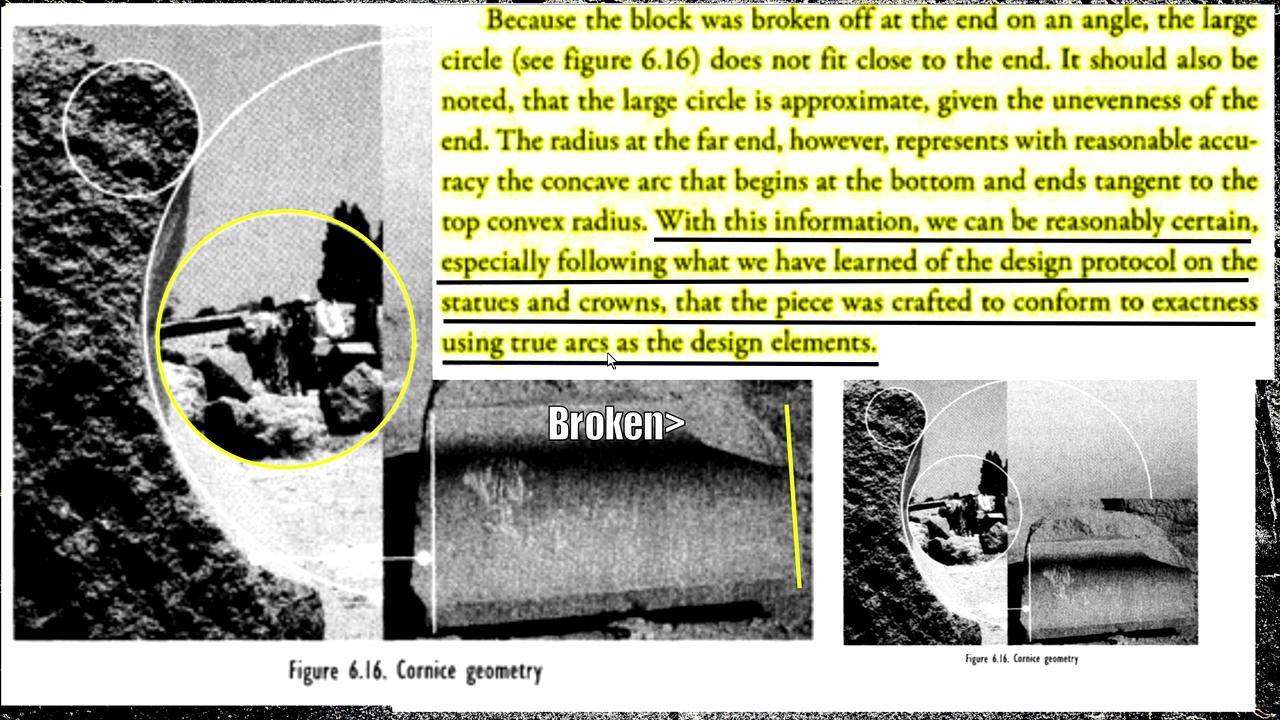 Because the block was broken off at the end on an angle, the large
circle (see figure 6.16) does not fit close to the end. It should also be
noted, that the large circle is approximate, given the unevenness of the
end. The radius at the far end, however, represents with reasonable accu-
racy the concave arc that begins at the bottom and ends tangent to the
top convex radius. With this information, we can be reasonably certain,
especially following what we have learned of the design protocol on the
statues and crowns, that the piece was crafted to conform to exactness
using true arcs as the design elements.
Broken>
Figure 6.16. Cornice geometry
Figure 6.16. Cornice geometry